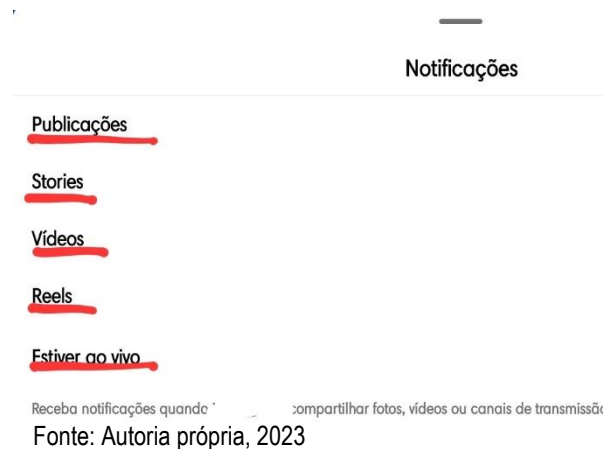 Notificações
Publicações
Stories
Vídeos
Reels
Estiver ao vivo
Receba notificações quando compartilhar fotos, vídeos ou canais de transmissão
Fonte: Autoria própria, 2023